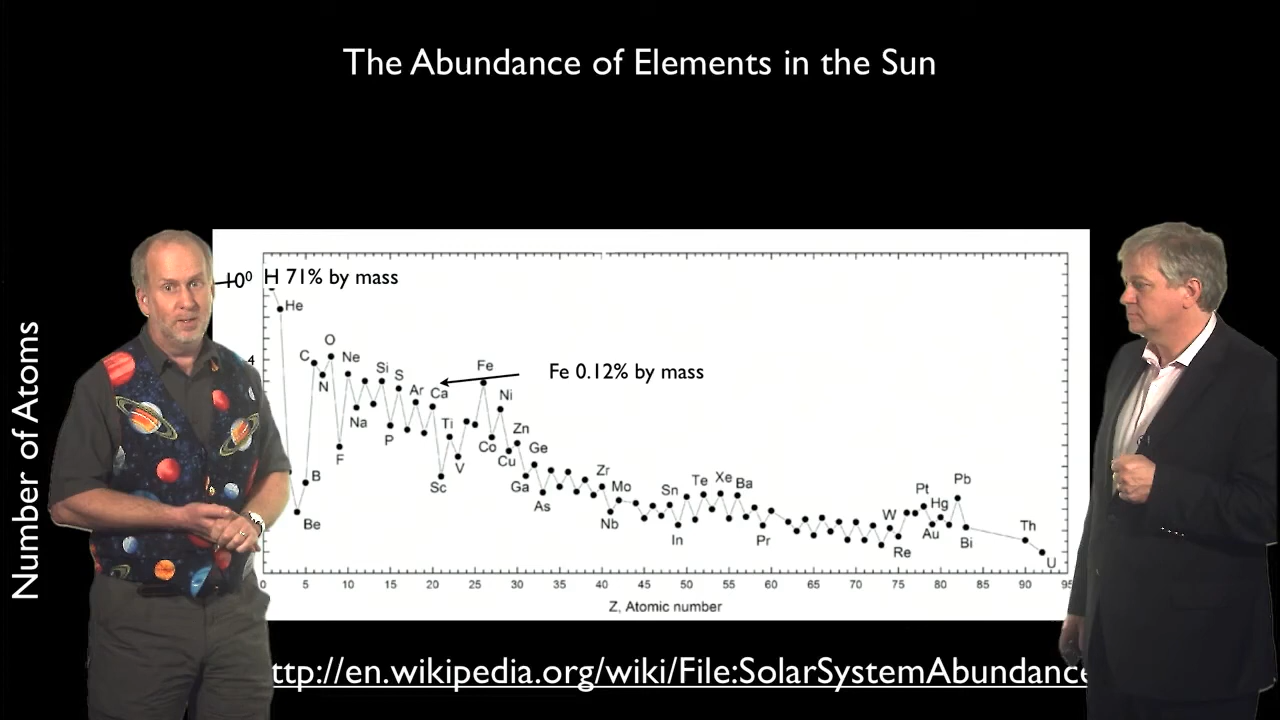 The Abundance of Elements in the Sun
Number of Atoms
10⁰
H 71% by mass
He
4
O
C
Ne
N
Si
S
Fe
Fe 0.12% by mass
Ar
Ca
Ni
Na
Ti
Zn
P
Co
Ge
F
V
Cu
B
Sc
Ga
Zr
Te
Xe
Ba
Pb
Mo
Sn
Pt
As
Hg
Be
Nb
W
Th
In
Pr
Au
Re
Bi
U
0 5 10 15 20 25 30 35 40 45 50 55 60 65 70 75 80 85 90 95
Z, Atomic number
ttp://en.wikipedia.org/wiki/File:SolarSystemAbundance